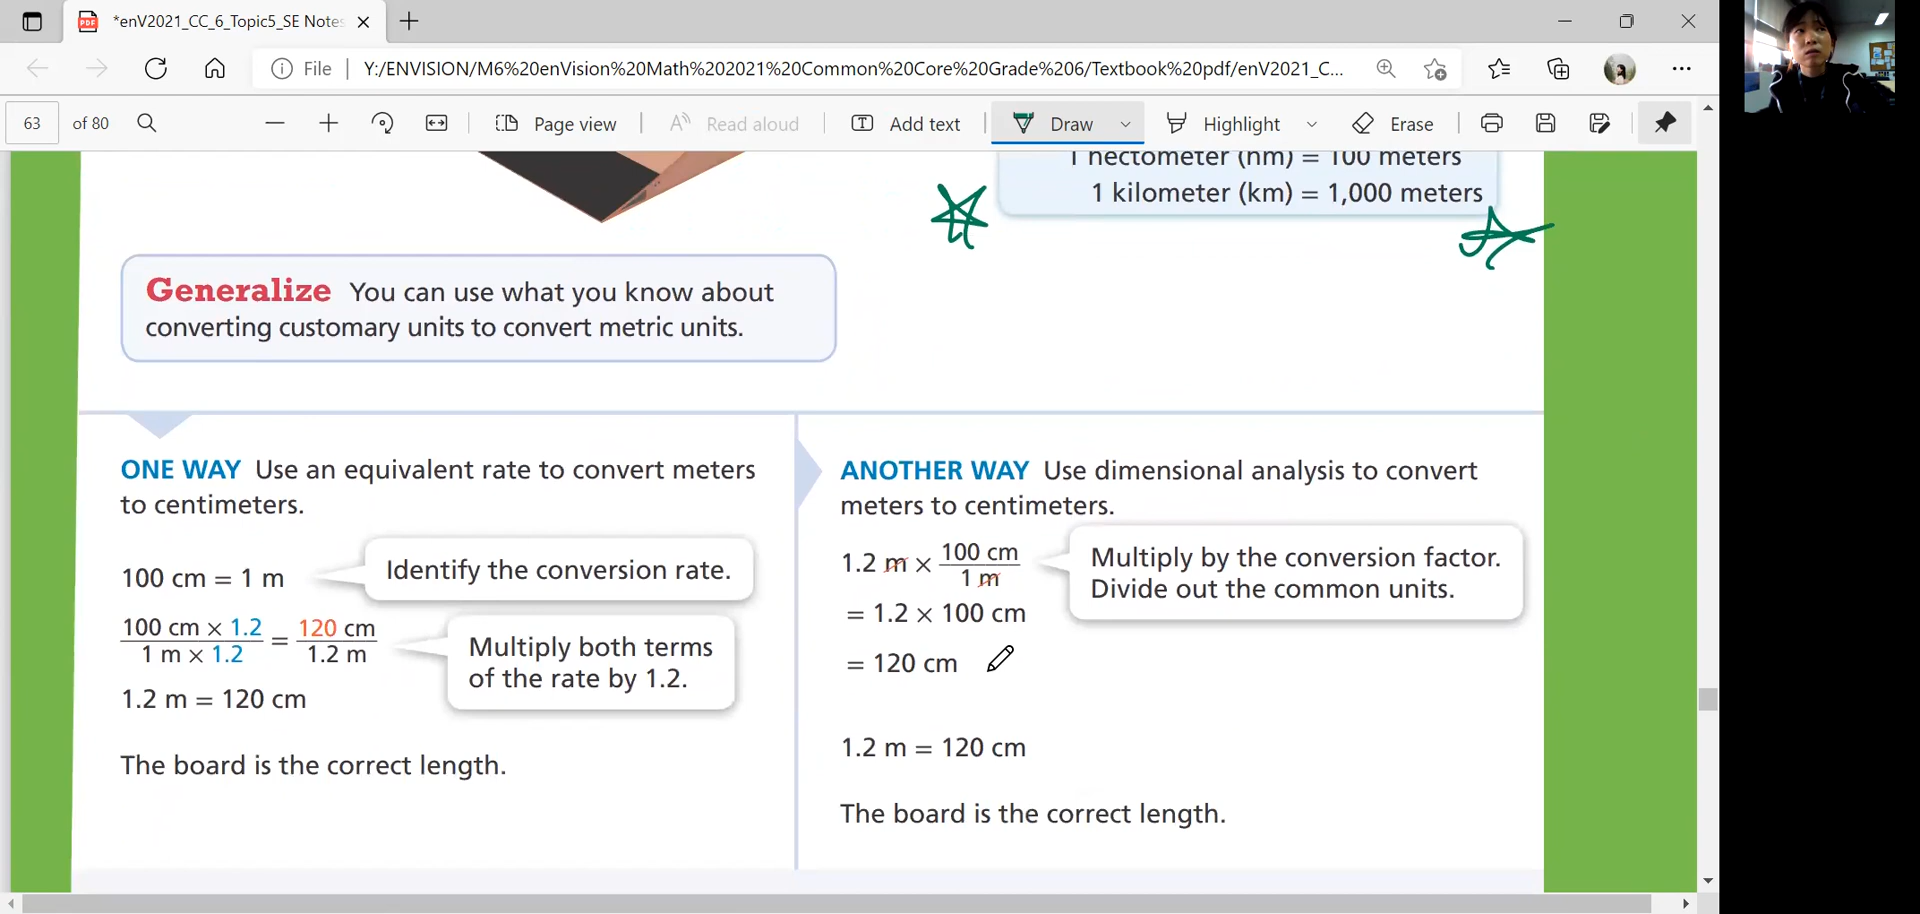 *enV2021_CC_6_Topic5_SE Notes
File
Y:/ENVISION/M6%20enVision%20Math%202021%20Common%20Core%20Grade%206/Textbook%20pdf/enV2021_C...
63 of 80
Page view
Read aloud
Add text
Draw
Highlight
Erase
1 hectometer (hm) = 100 meters
1 kilometer (km) = 1,000 meters
Generalize You can use what you know about
converting customary units to convert metric units.
ONE WAY Use an equivalent rate to convert meters
to centimeters.
100 cm = 1 m
Identify the conversion rate.
100 cm × 1.2 = 120 cm
1 m × 1.2 1.2 m
Multiply both terms
of the rate by 1.2.
1.2 m = 120 cm
The board is the correct length.
ANOTHER WAY Use dimensional analysis to convert
meters to centimeters.
1.2 m × 100 cm
1 m
Multiply by the conversion factor.
Divide out the common units.
= 1.2 × 100 cm
= 120 cm
1.2 m = 120 cm
The board is the correct length.